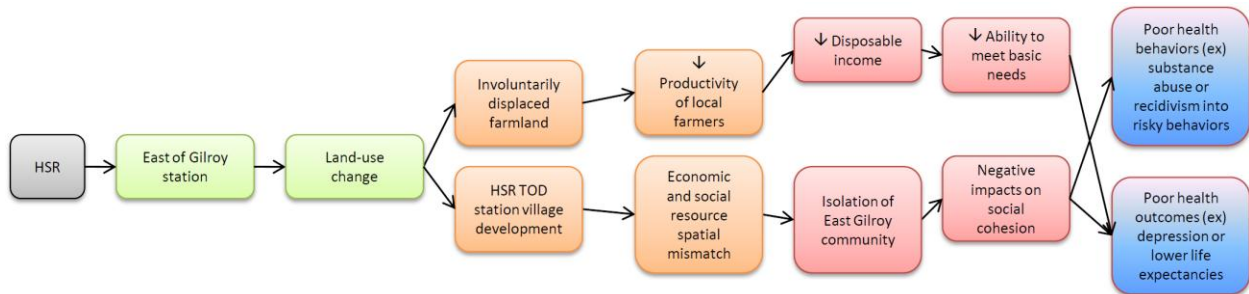 HSR
East of Gilroy
station
Land-use
change
Involuntarily
displaced
farmland
↓
Productivity
of local
farmers
↓ Disposable
income
↓ Ability to
meet basic
needs
Poor health
behaviors (ex)
substance
abuse or
recidivism into
risky behaviors
HSR TOD
station village
development
Economic
and social
resource
spatial
mismatch
Isolation of
East Gilroy
community
Negative
impacts on
social
cohesion
Poor health
outcomes (ex)
depression or
lower life
expectancies